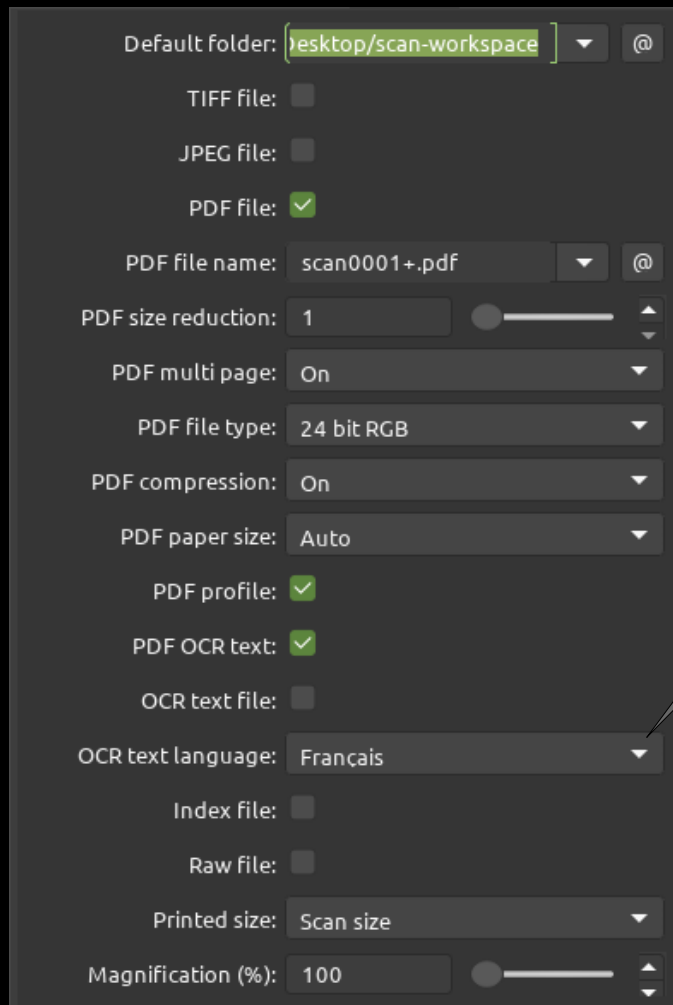 Default folder: Desktop/scan-workspace @
TIFF file:
JPEG file:
PDF file:
PDF file name: scan0001+.pdf @
PDF size reduction: 1
PDF multi page: On
PDF file type: 24 bit RGB
PDF compression: On
PDF paper size: Auto
PDF profile:
PDF OCR text:
OCR text file:
OCR text language: Français
Index file:
Raw file:
Printed size: Scan size
Magnification (%): 100